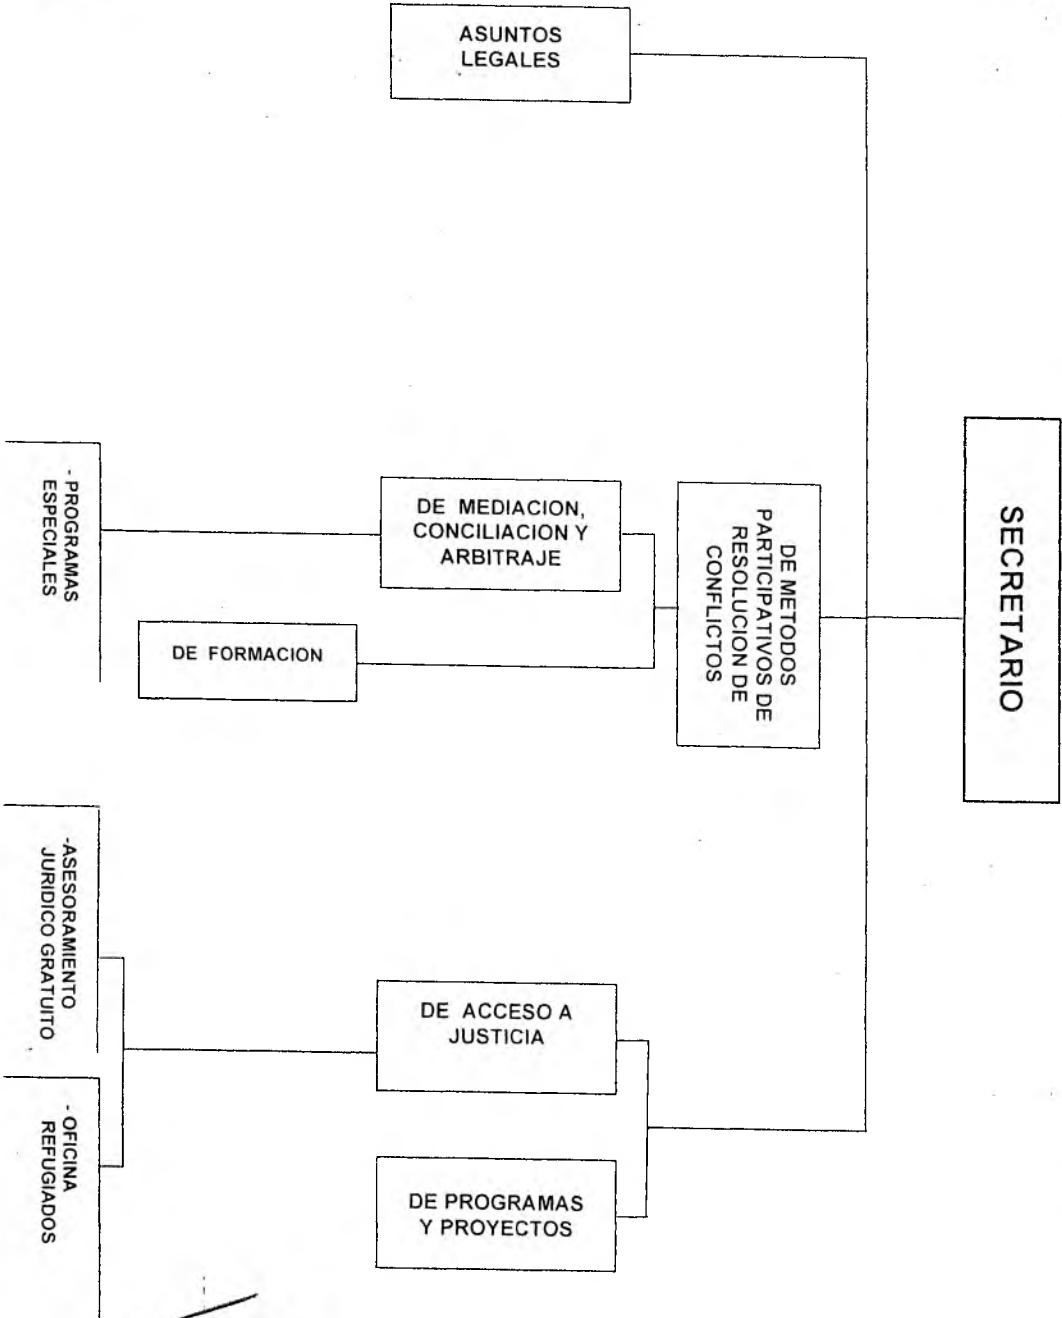 SECRETARIO
ASUNTOS
LEGALES
DE METODOS
PARTICIPATIVOS DE
RESOLUCION DE
CONFLICTOS
DE MEDIACION,
CONCILIACION Y
ARBITRAJE
DE FORMACION
- PROGRAMAS
ESPECIALES
DE ACCESO A
JUSTICIA
DE PROGRAMAS
Y PROYECTOS
-ASESORAMIENTO
JURIDICO GRATUITO
- OFICINA
REFUGIADOS